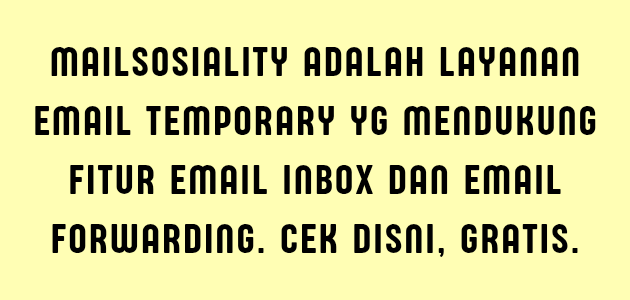 MAILSOSIALITY ADALAH LAYANAN
EMAIL TEMPORARY YG MENDUKUNG
FITUR EMAIL INBOX DAN EMAIL
FORWARDING. CEK DISNI, GRATIS.